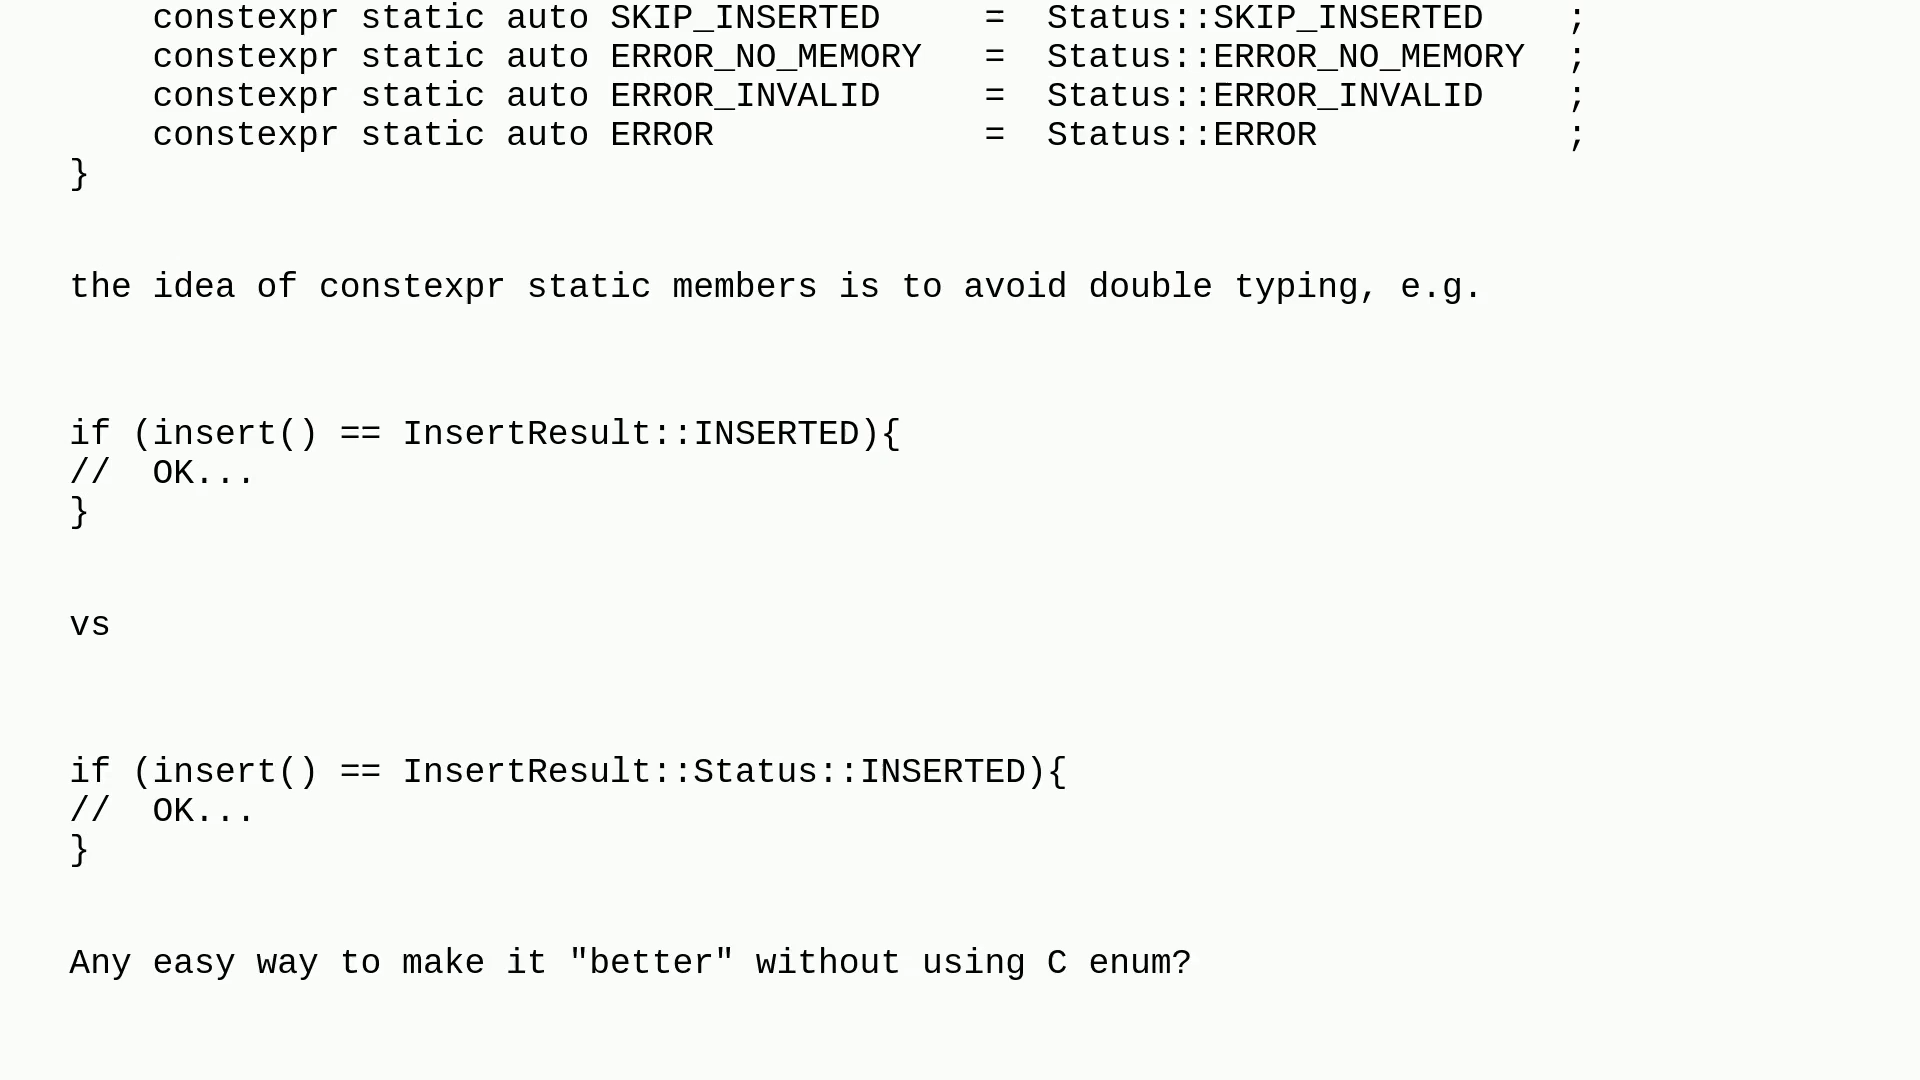 constexpr static auto SKIP_INSERTED     =  Status::SKIP_INSERTED    ;
    constexpr static auto ERROR_NO_MEMORY   =  Status::ERROR_NO_MEMORY  ;
    constexpr static auto ERROR_INVALID     =  Status::ERROR_INVALID    ;
    constexpr static auto ERROR             =  Status::ERROR            ;
}
the idea of constexpr static members is to avoid double typing, e.g.
if (insert() == InsertResult::INSERTED){
//  OK...
}
vs
if (insert() == InsertResult::Status::INSERTED){
//  OK...
}
Any easy way to make it "better" without using C enum?